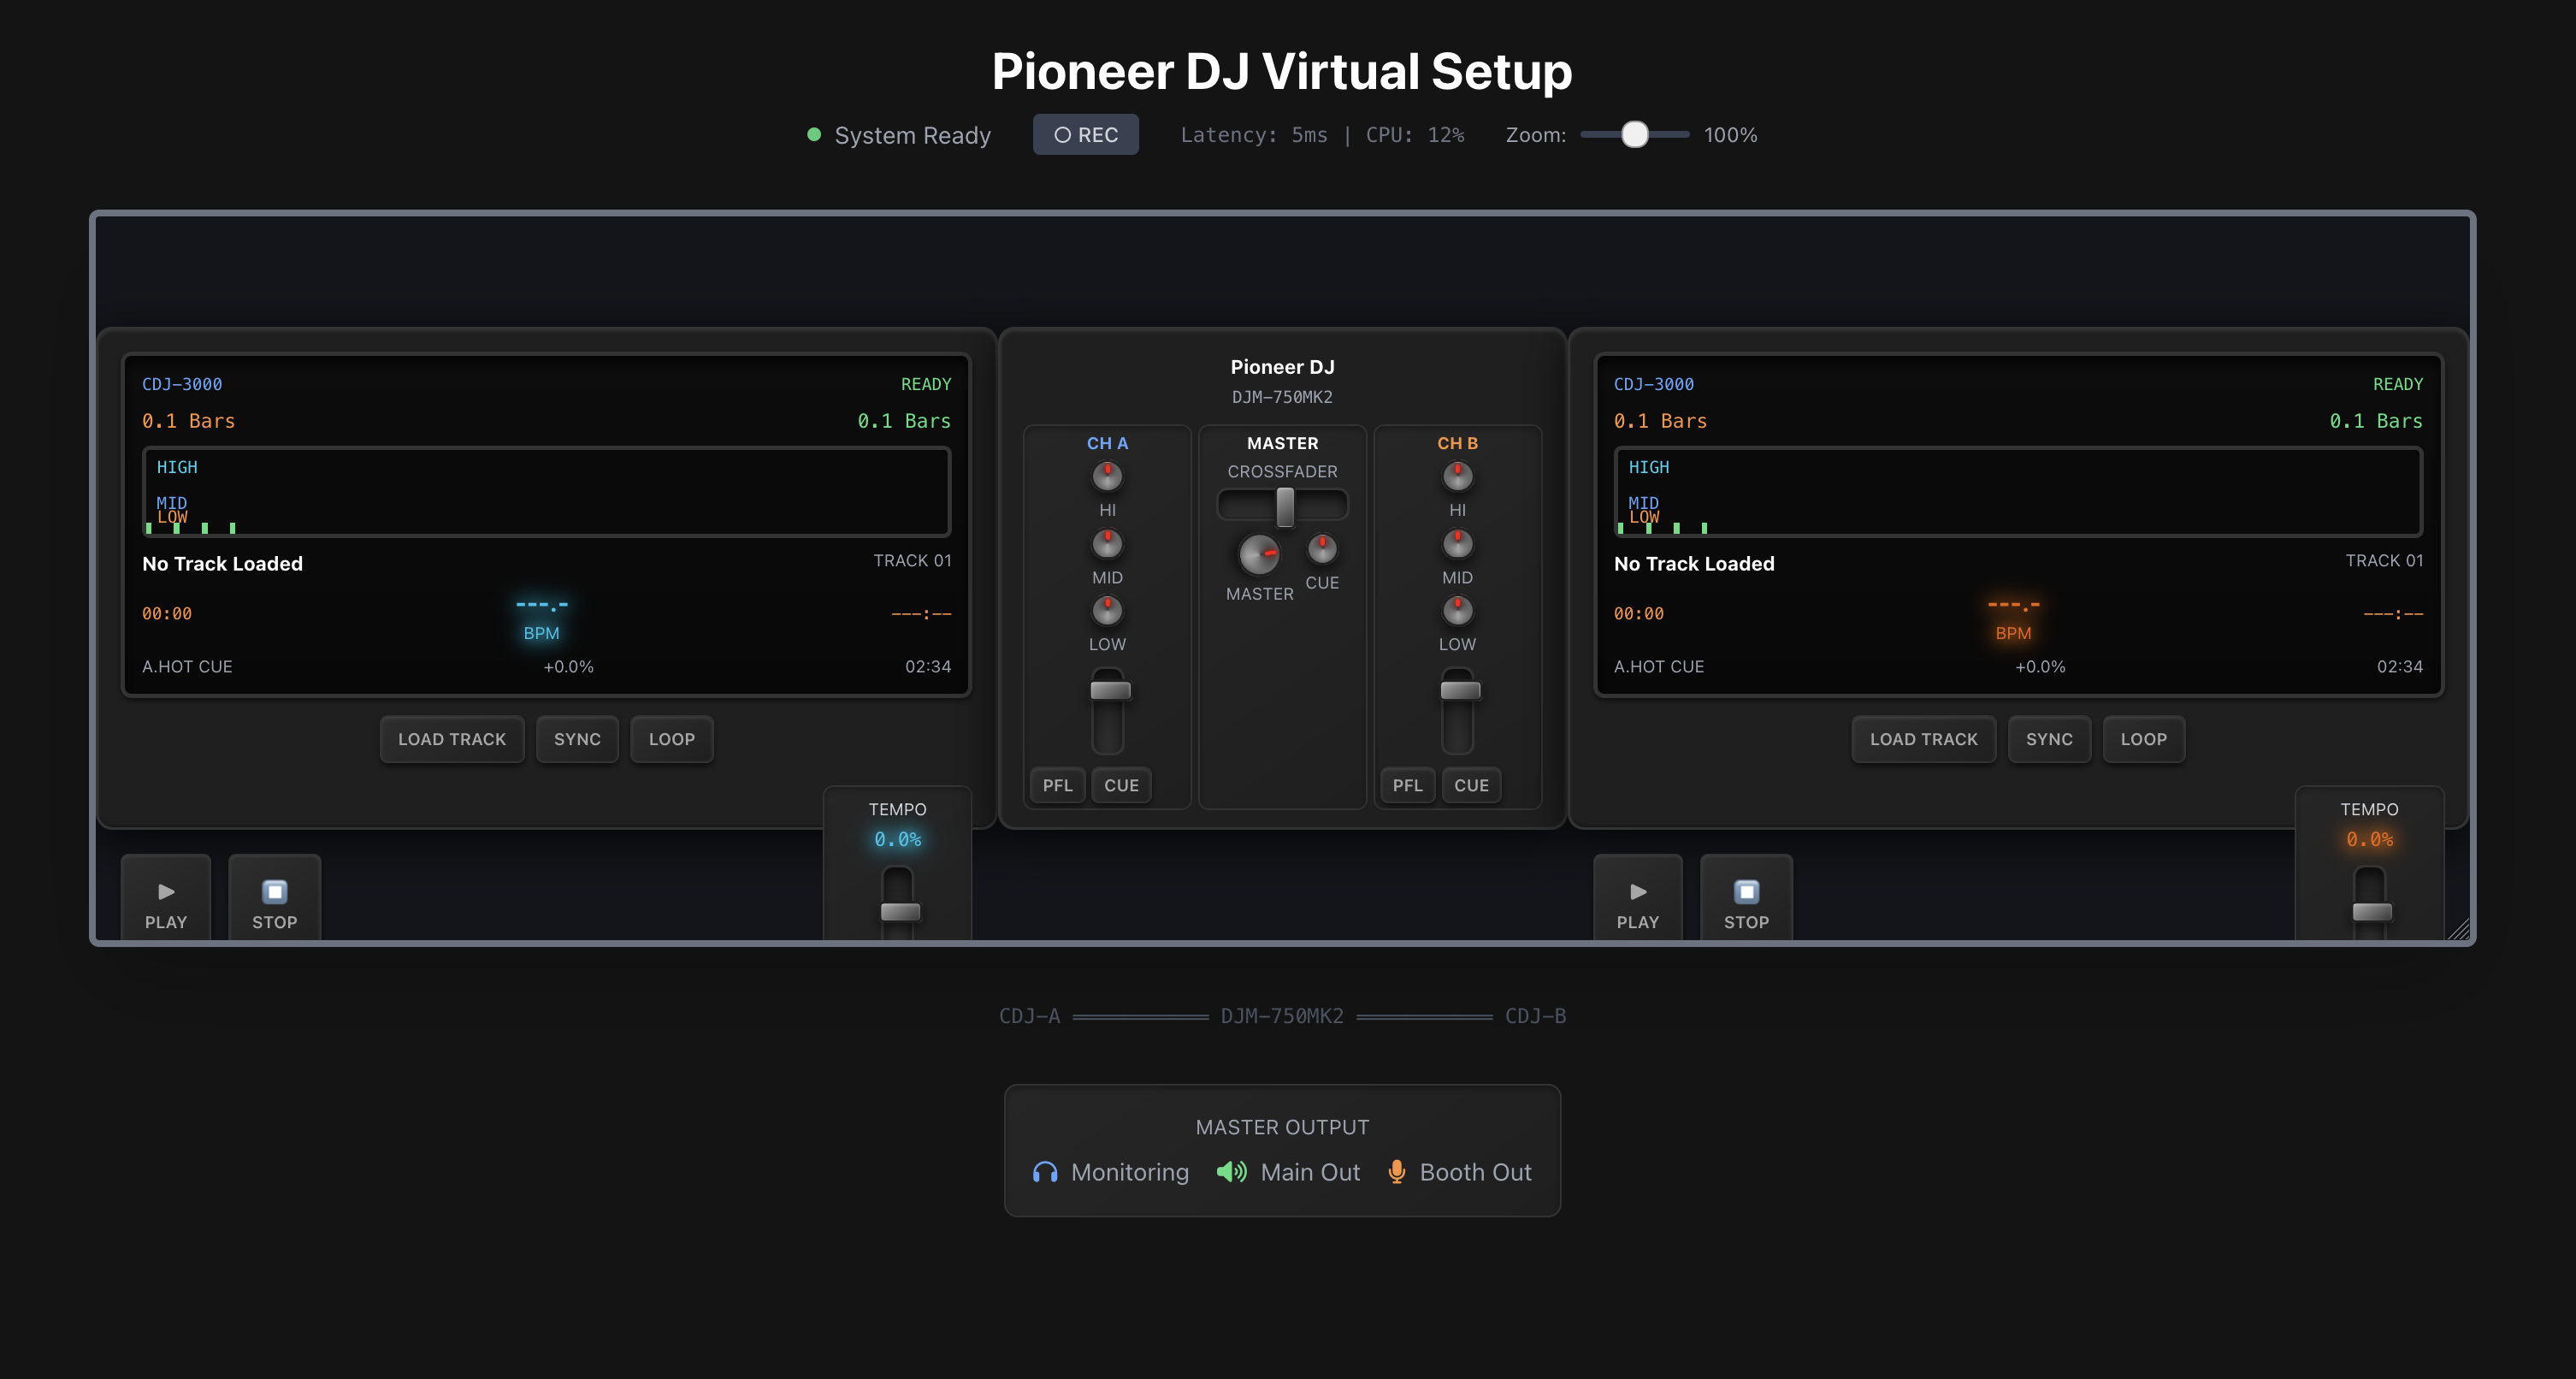 Pioneer DJ Virtual Setup
System Ready
REC
Latency: 5ms | CPU: 12%
Zoom:
100%
CDJ-3000
READY
0.1 Bars
0.1 Bars
HIGH
MID
LOW
No Track Loaded
TRACK 01
00:00
---.-
BPM
---:--
A.HOT CUE
+0.0%
02:34
LOAD TRACK
SYNC
LOOP
TEMPO
0.0%
PLAY
STOP
Pioneer DJ
DJM-750MK2
CH A
HI
MID
LOW
PFL
CUE
MASTER
CROSSFADER
MASTER
CUE
CH B
HI
MID
LOW
PFL
CUE
CDJ-3000
READY
0.1 Bars
0.1 Bars
HIGH
MID
LOW
No Track Loaded
TRACK 01
00:00
---.-
BPM
---:--
A.HOT CUE
+0.0%
02:34
LOAD TRACK
SYNC
LOOP
TEMPO
0.0%
PLAY
STOP
CDJ-A
DJM-750MK2
CDJ-B
MASTER OUTPUT
Monitoring
Main Out
Booth Out